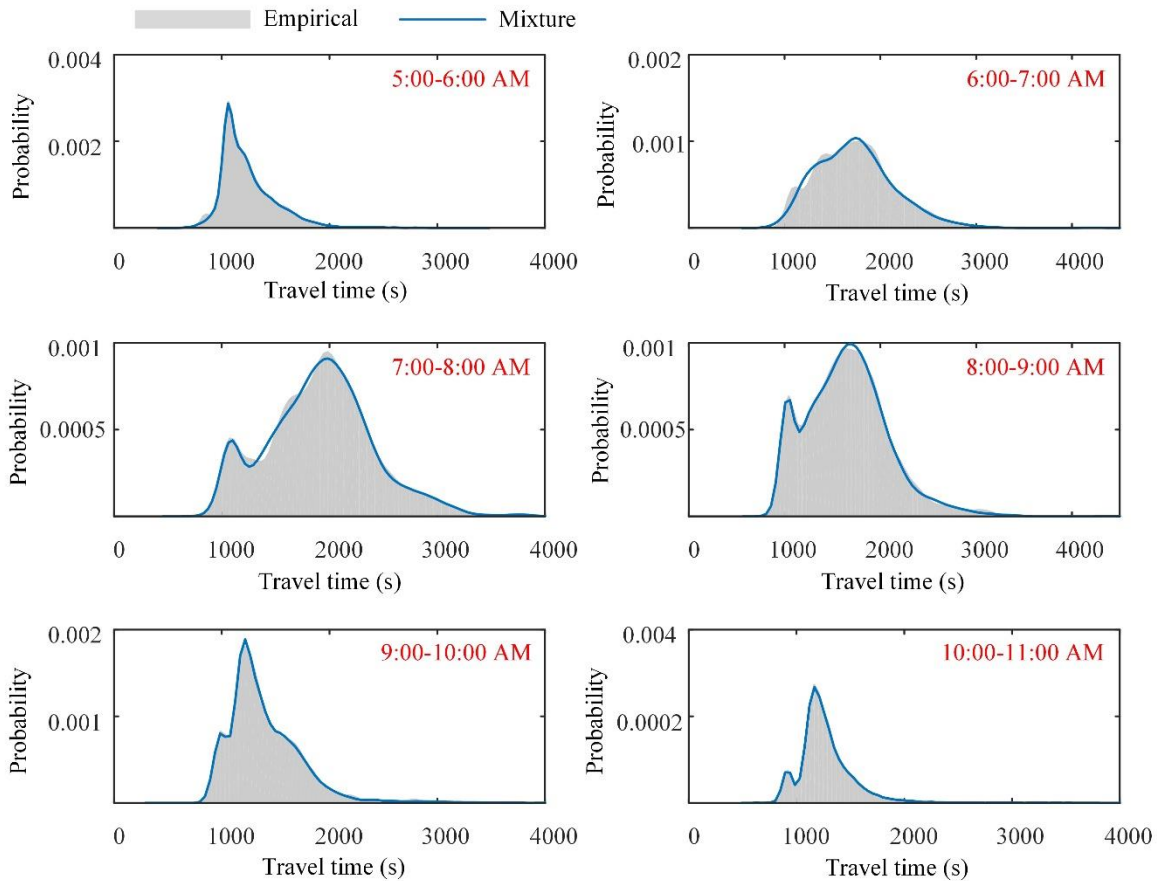 Empirical Mixture
0.004
5:00-6:00 AM
0.002
Probability
0 1000 2000 3000 4000
Travel time (s)
0.002
6:00-7:00 AM
0.001
Probability
0 1000 2000 3000 4000
Travel time (s)
0.001
7:00-8:00 AM
0.0005
Probability
0 1000 2000 3000 4000
Travel time (s)
0.001
8:00-9:00 AM
0.0005
Probability
0 1000 2000 3000 4000
Travel time (s)
0.002
9:00-10:00 AM
0.001
Probability
0 1000 2000 3000 4000
Travel time (s)
0.004
10:00-11:00 AM
0.0002
Probability
0 1000 2000 3000 4000
Travel time (s)